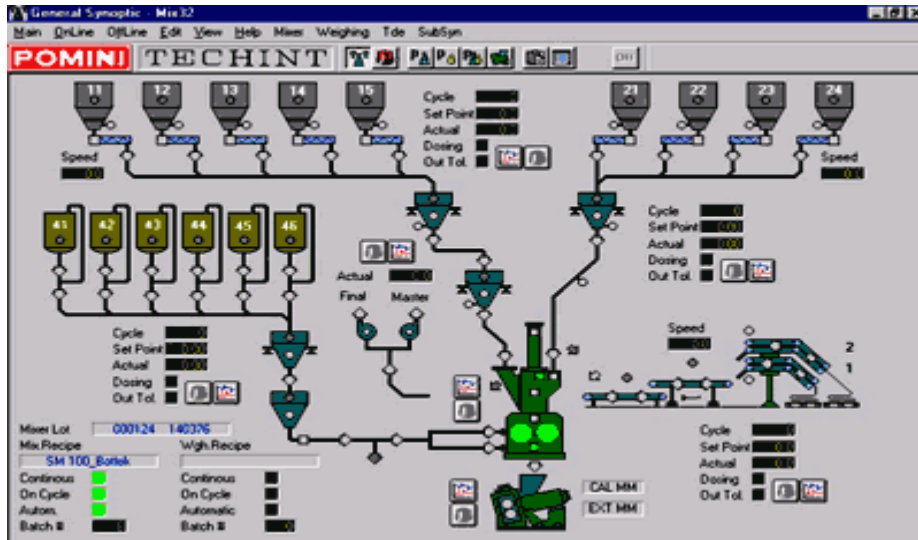 General Synoptic - Mix32
Main OnLine OffLine Edit View Help Mixer Weighing Tde SubSyn
POMINI TECHINT Off
11 12 13 14 15
21 22 23 24
Cycle
Set Point
Actual
Dosing
Out Tol.
Speed
Speed
41 42 43 44 45 46
Cycle
Set Point
Actual
Dosing
Out Tol.
Actual
Final Master
Cycle
Set Point
Actual
Dosing
Out Tol.
Speed
2
1
Mixer Lot 000124 140376
Mix.Recipe Wgh.Recipe
SM 100_Battek
Continous Continous
On Cycle On Cycle
Autom. Automatic
Batch # Batch #
CAL MM
EXT MM
Cycle
Set Point
Actual
Dosing
Out Tol.